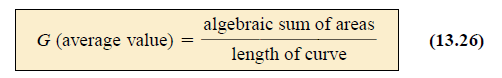 G (average value) = algebraic sum of areas / length of curve (13.26)